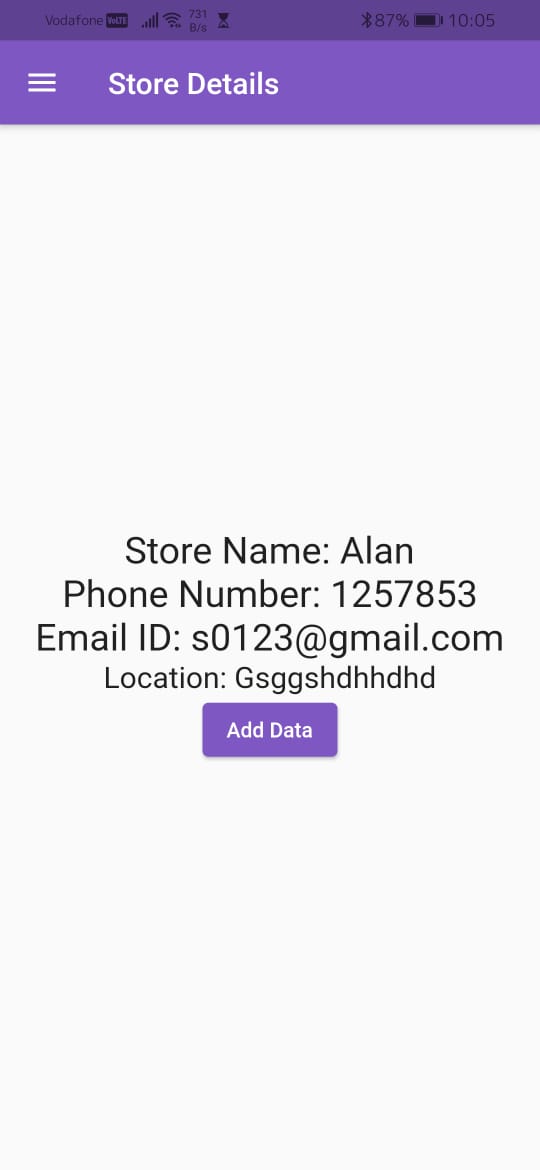 Vodafone VoLTE 731 B/s 87% 10:05
Store Details
Store Name: Alan
Phone Number: 1257853
Email ID: s0123@gmail.com
Location: Gsggshdhhdhd
Add Data